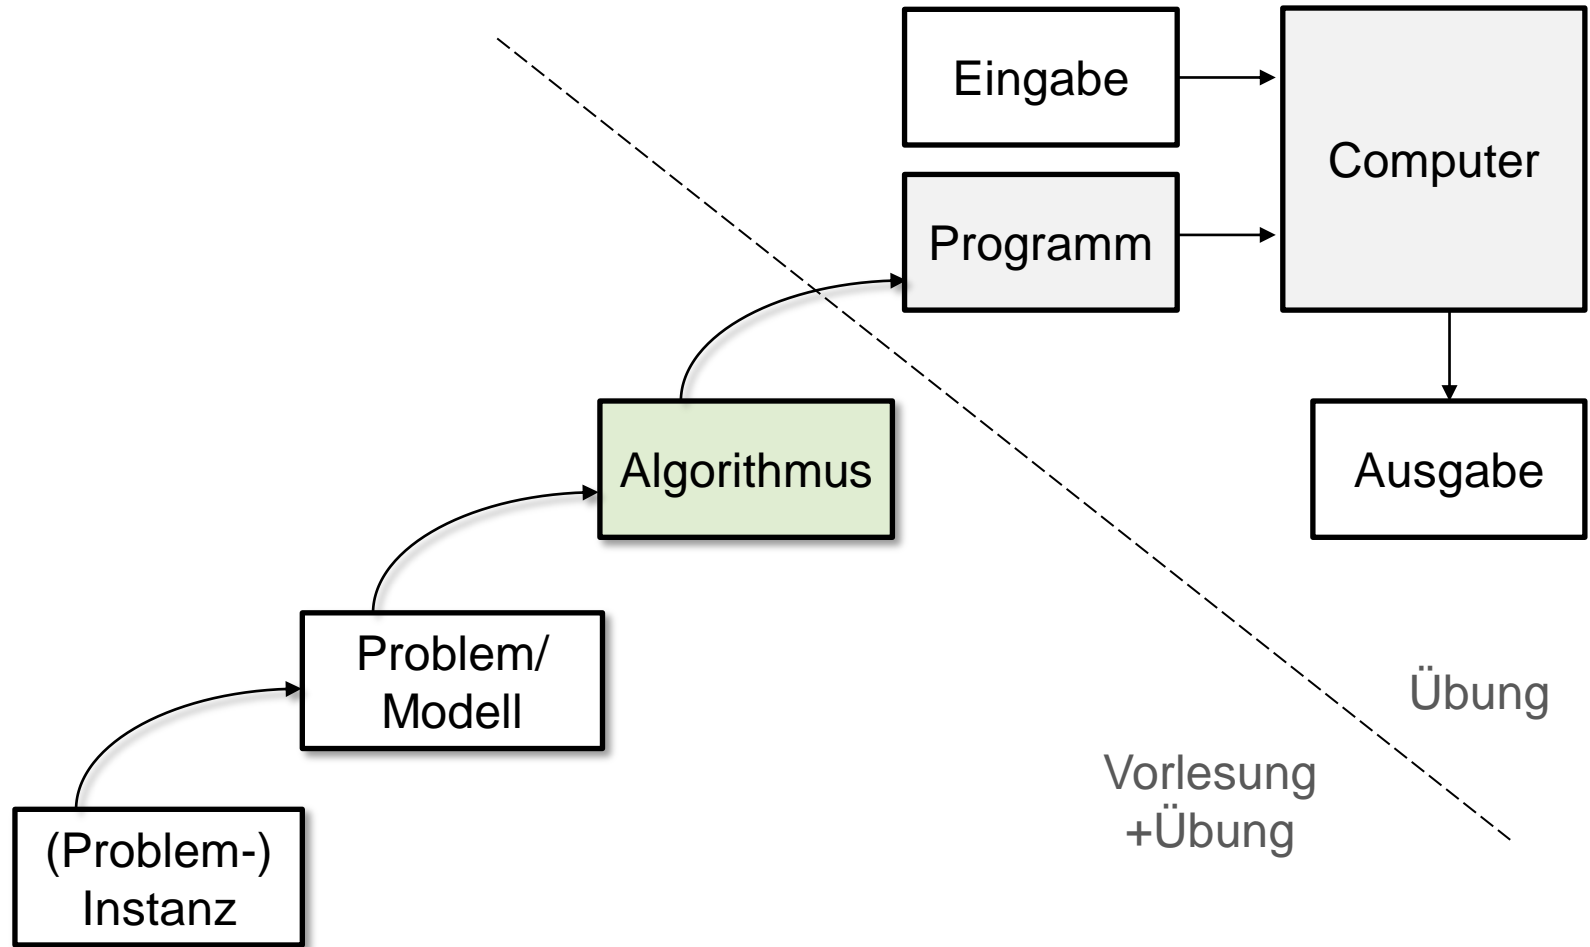 Eingabe
Computer
Programm
Algorithmus
Ausgabe
Problem/
Modell
Übung
Vorlesung
+Übung
(Problem-)
Instanz